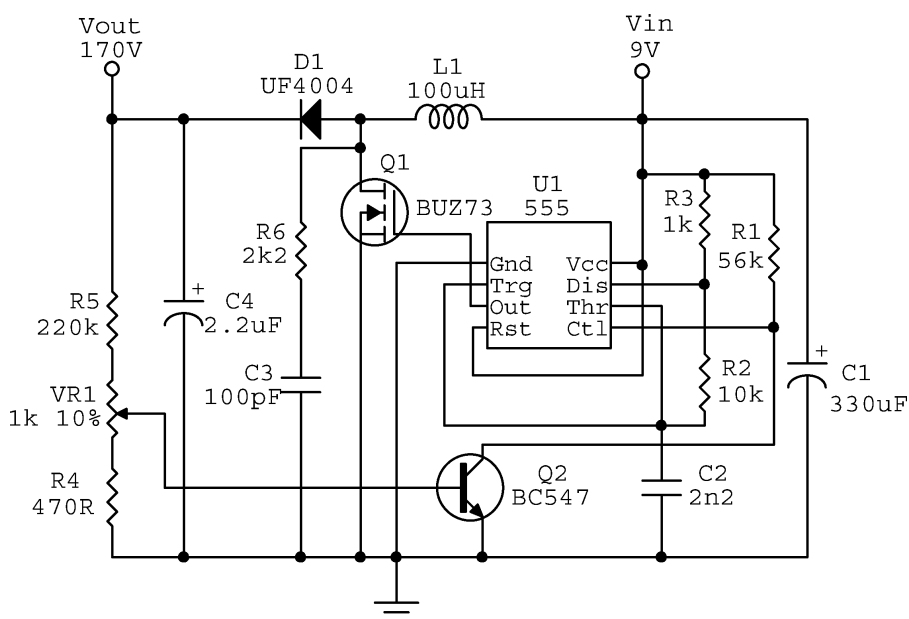 Vout
170V
Vin
9V
D1
UF4004
L1
100uH
Q1
BUZ73
U1
555
R3
1k
R1
56k
R6
2k2
Gnd
Vcc
Trg
Dis
Out
Thr
Rst
Ctl
R5
220k
+
C4
2.2uF
+
C1
330uF
R2
10k
C3
100pF
VR1
1k 10%
R4
470R
Q2
BC547
C2
2n2